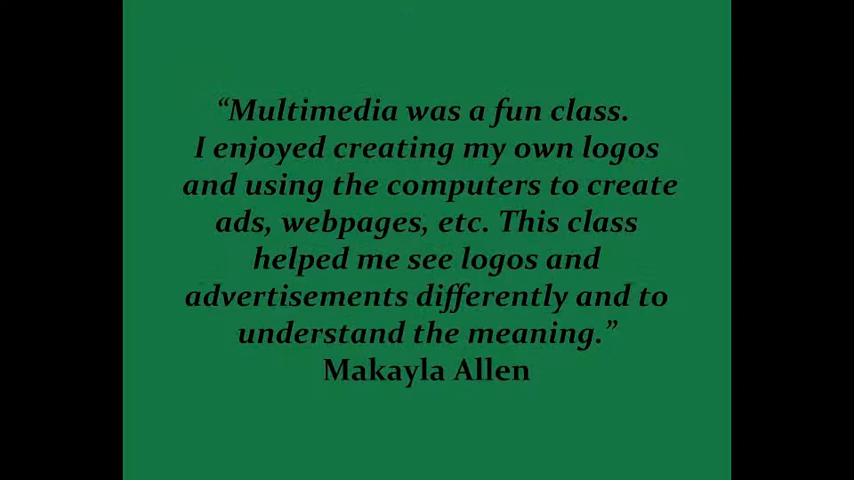 “Multimedia was a fun class.
I enjoyed creating my own logos
and using the computers to create
ads, webpages, etc. This class
helped me see logos and
advertisements differently and to
understand the meaning.”
Makayla Allen